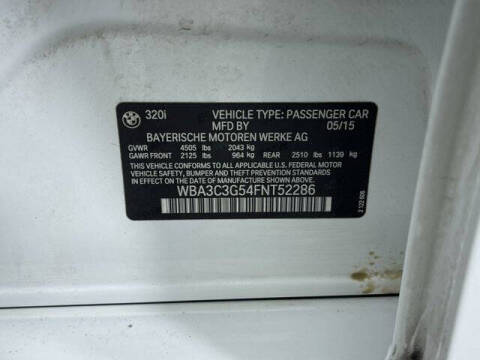 320i VEHICLE TYPE: PASSENGER CAR
MFD BY 05/15
BAYERISCHE MOTOREN WERKE AG
GVWR 4505 lbs 2043 kg
GAWR FRONT 2125 lbs 964 kg REAR 2510 lbs 1139 kg
THIS VEHICLE CONFORMS TO ALL APPLICABLE U.S. FEDERAL MOTOR
VEHICLE SAFETY, BUMPER AND THEFT PREVENTION
STANDARDS IN EFFECT ON THE
DATE OF MANUFACTURE SHOWN ABOVE.
WBA3C3G54FNT52286